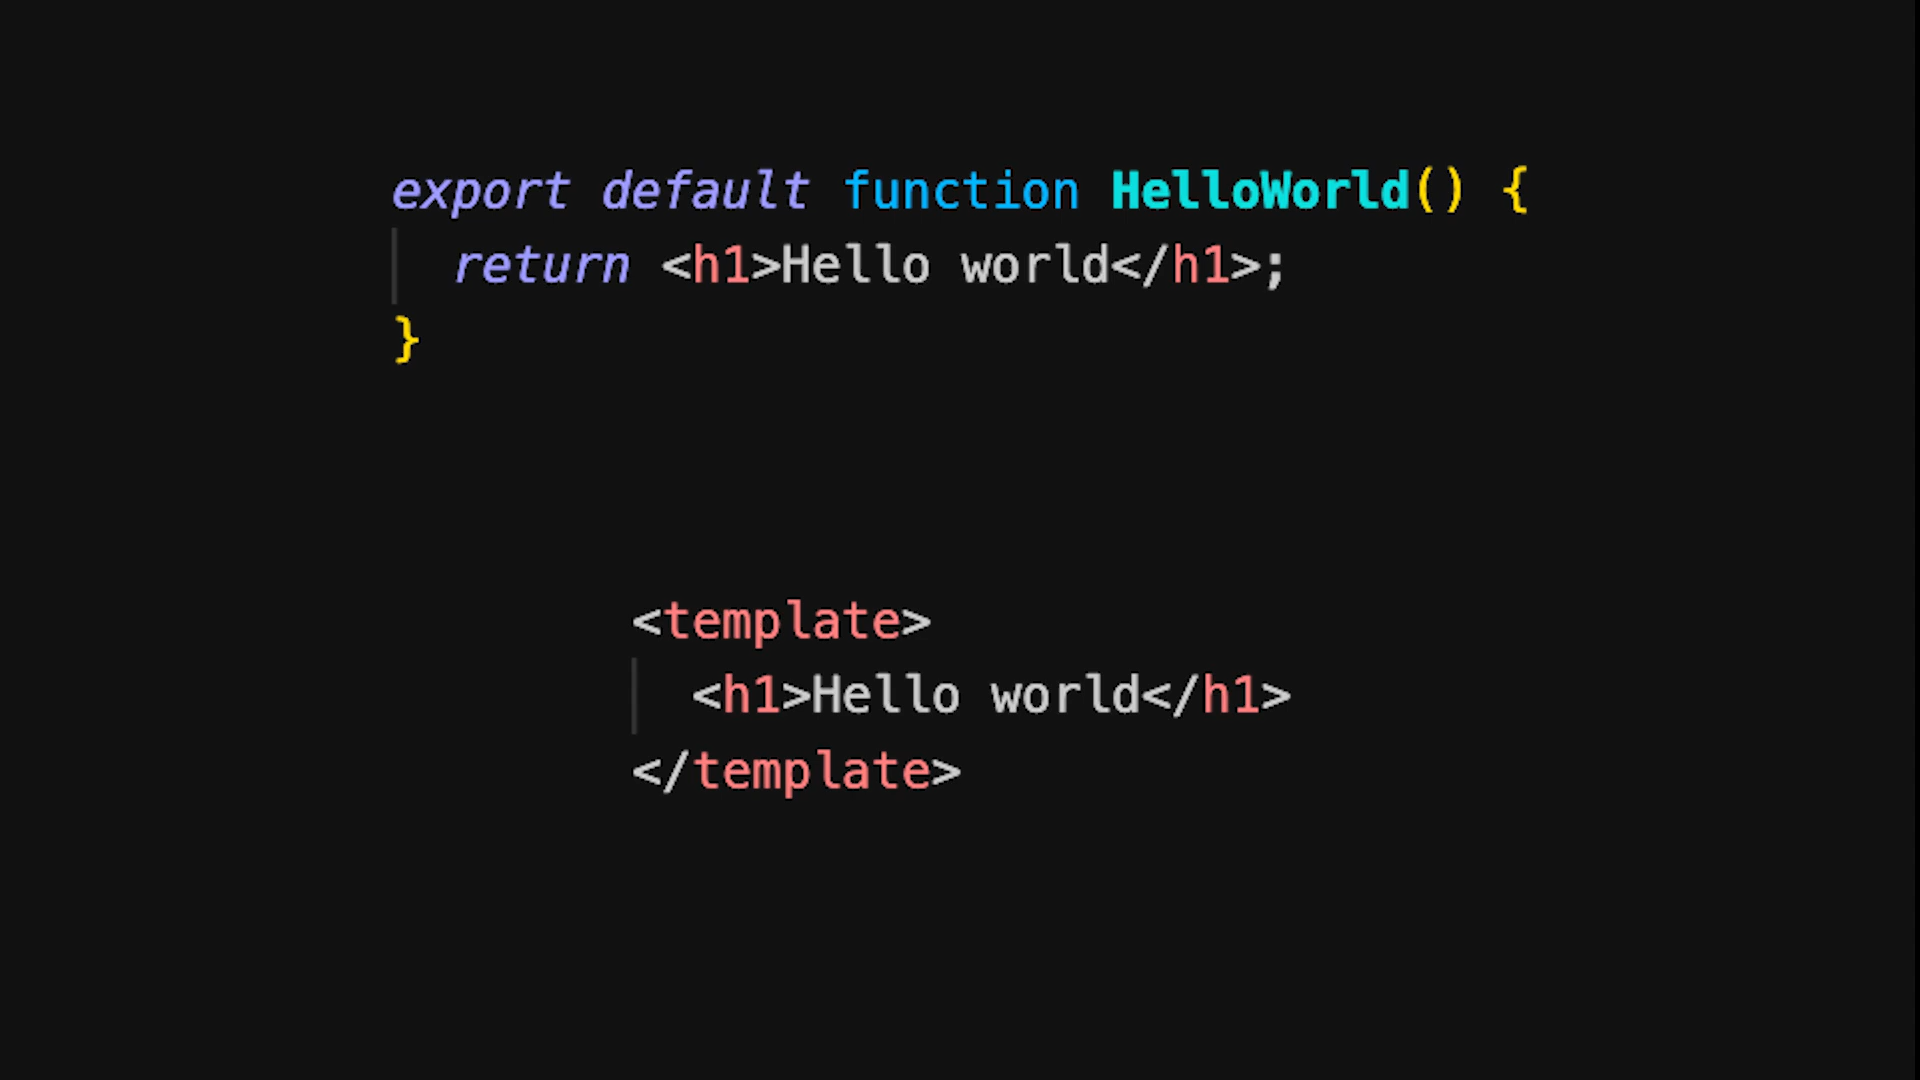 export default function HelloWorld() {
return <h1>Hello world</h1>;
}
<template>
<h1>Hello world</h1>
</template>